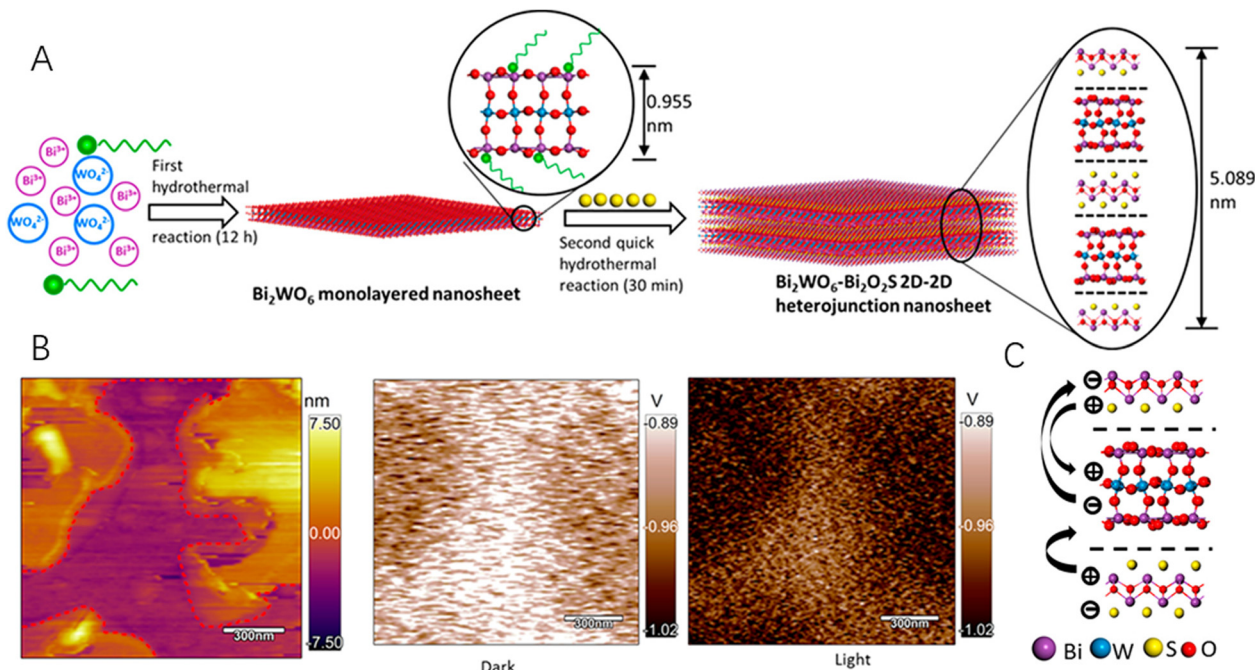 A
Bi³⁺
WO₄²⁻
Bi³⁺
Bi³⁺
Bi³⁺
WO₄²⁻
WO₄²⁻
Bi³⁺
Bi³⁺
First
hydrothermal
reaction (12 h)
0.955
nm
Bi₂WO₆ monolayered nanosheet
Second quick
hydrothermal
reaction (30 min)
Bi₂WO₆-Bi₂O₂S 2D-2D
heterojunction nanosheet
5.089
nm
B
nm
7.50
0.00
-7.50
300nm
V
-0.89
-0.96
-1.02
300nm
Dark
V
-0.89
-0.96
-1.02
300nm
Light
C
Bi W S O